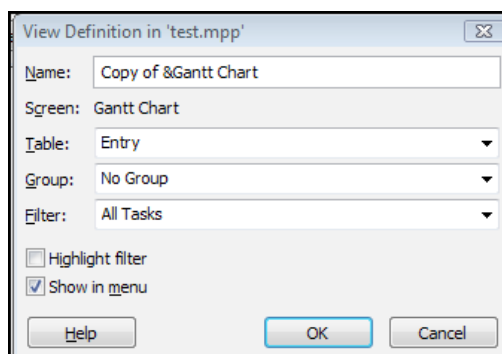 View Definition in 'test.mpp'
Name: Copy of &Gantt Chart
Screen: Gantt Chart
Table: Entry
Group: No Group
Filter: All Tasks
Highlight filter
Show in menu
Help OK Cancel